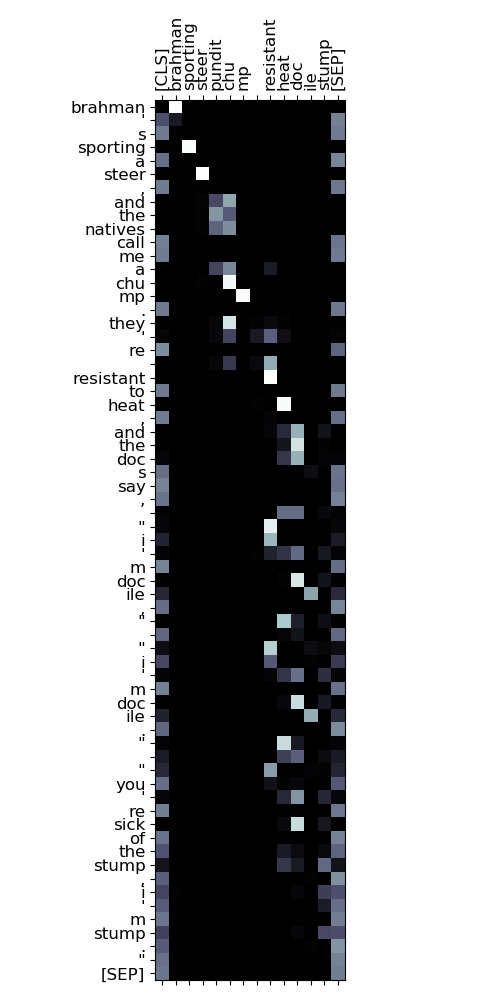 [CLS]
brahman
sporting
steer
pundit
chu
mp
resistant
heat
doc
ile
stump
[SEP]
brahman
'
s
sporting
a
steer
,
and
the
natives
call
me
a
chu
mp
.
they
'
re
resistant
to
heat
,
and
the
doc
s
say
,
"
i
'
m
doc
ile
.
"
"
i
'
m
doc
ile
.
"
"
you
'
re
sick
of
the
stump
,
i
'
m
stump
.
"
[SEP]